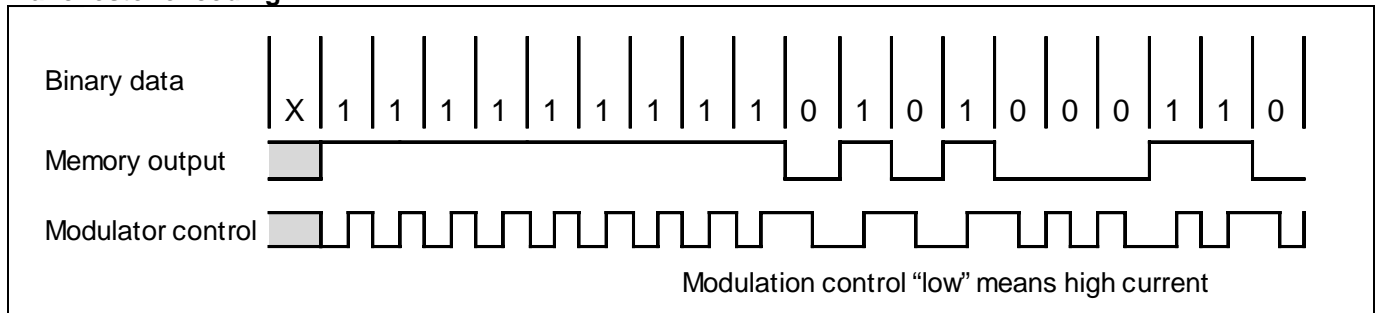 Binary data
X 1 1 1 1 1 1 1 1 1 0 1 0 1 0 0 0 1 1 0
Memory output
Modulator control
Modulation control “low” means high current